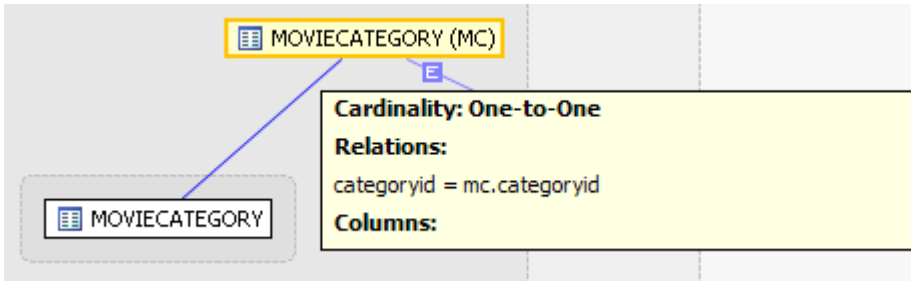 MOVIECATEGORY (MC)
E
Cardinality: One-to-One
Relations:
categoryid = mc.categoryid
MOVIECATEGORY
Columns: